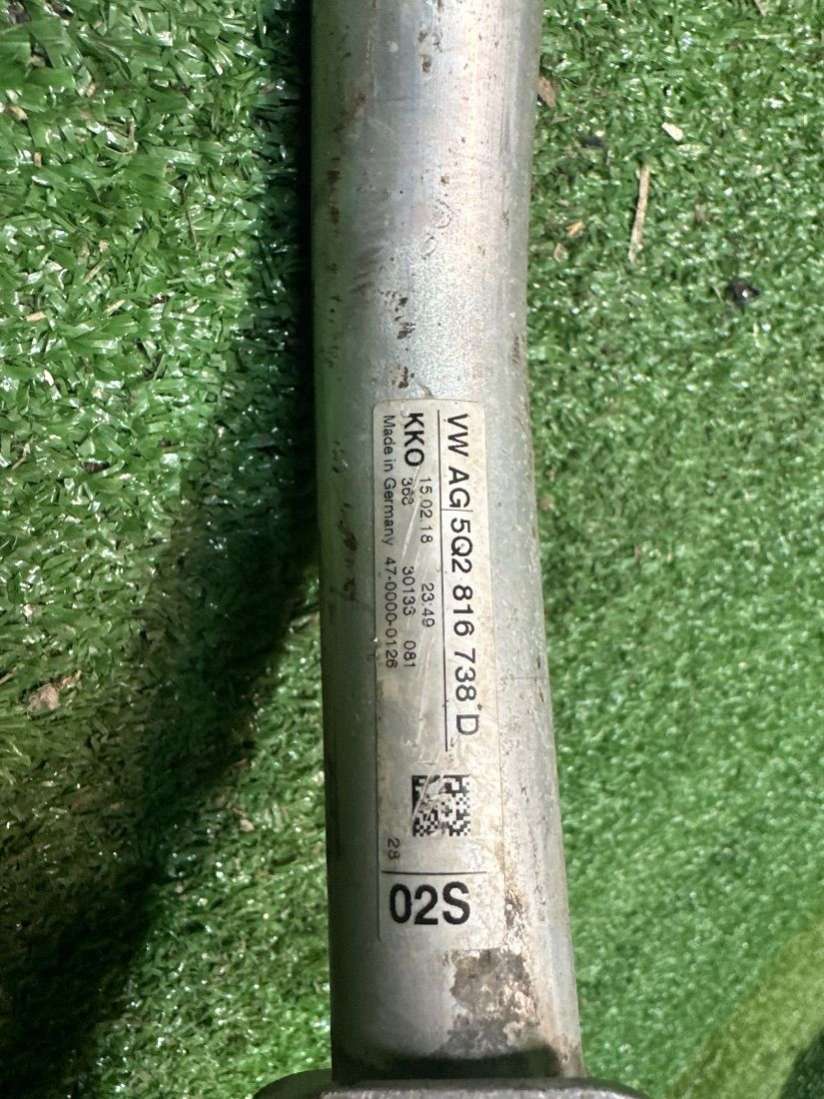 VW AG 5Q2 816 738 D
KKO 15.02.18 23:49
368 30133 081
Made in Germany 47-0000-0126
28
02S